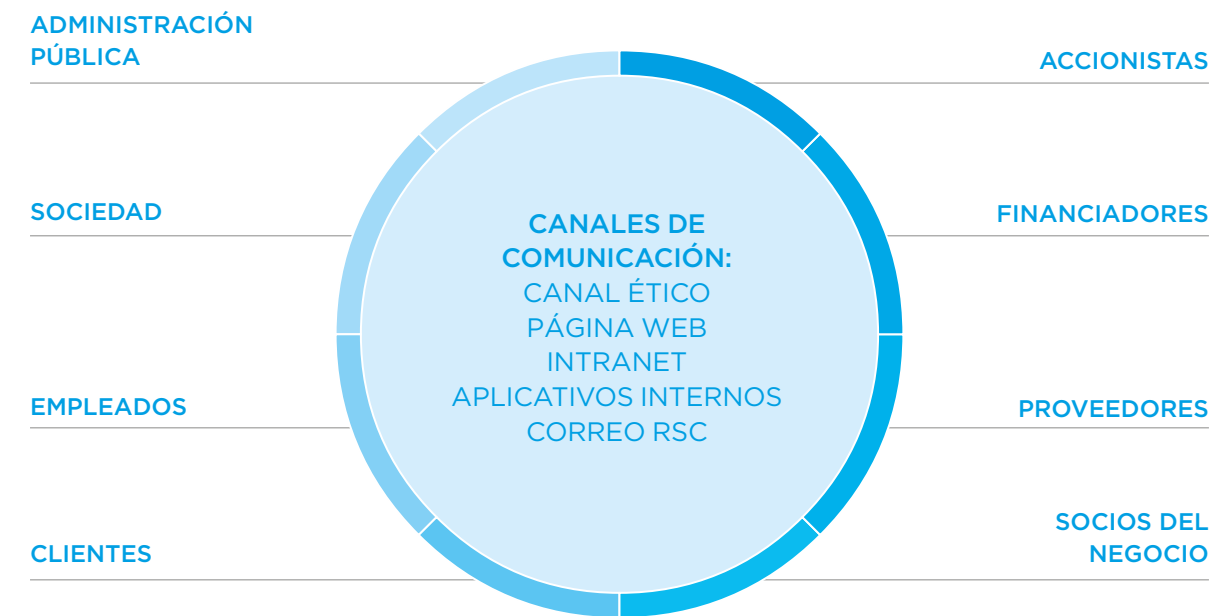 ADMINISTRACIÓN
PÚBLICA
SOCIEDAD
EMPLEADOS
CLIENTES
CANALES DE
COMUNICACIÓN:
CANAL ÉTICO
PÁGINA WEB
INTRANET
APLICATIVOS INTERNOS
CORREO RSC
ACCIONISTAS
FINANCIADORES
PROVEEDORES
SOCIOS DEL
NEGOCIO